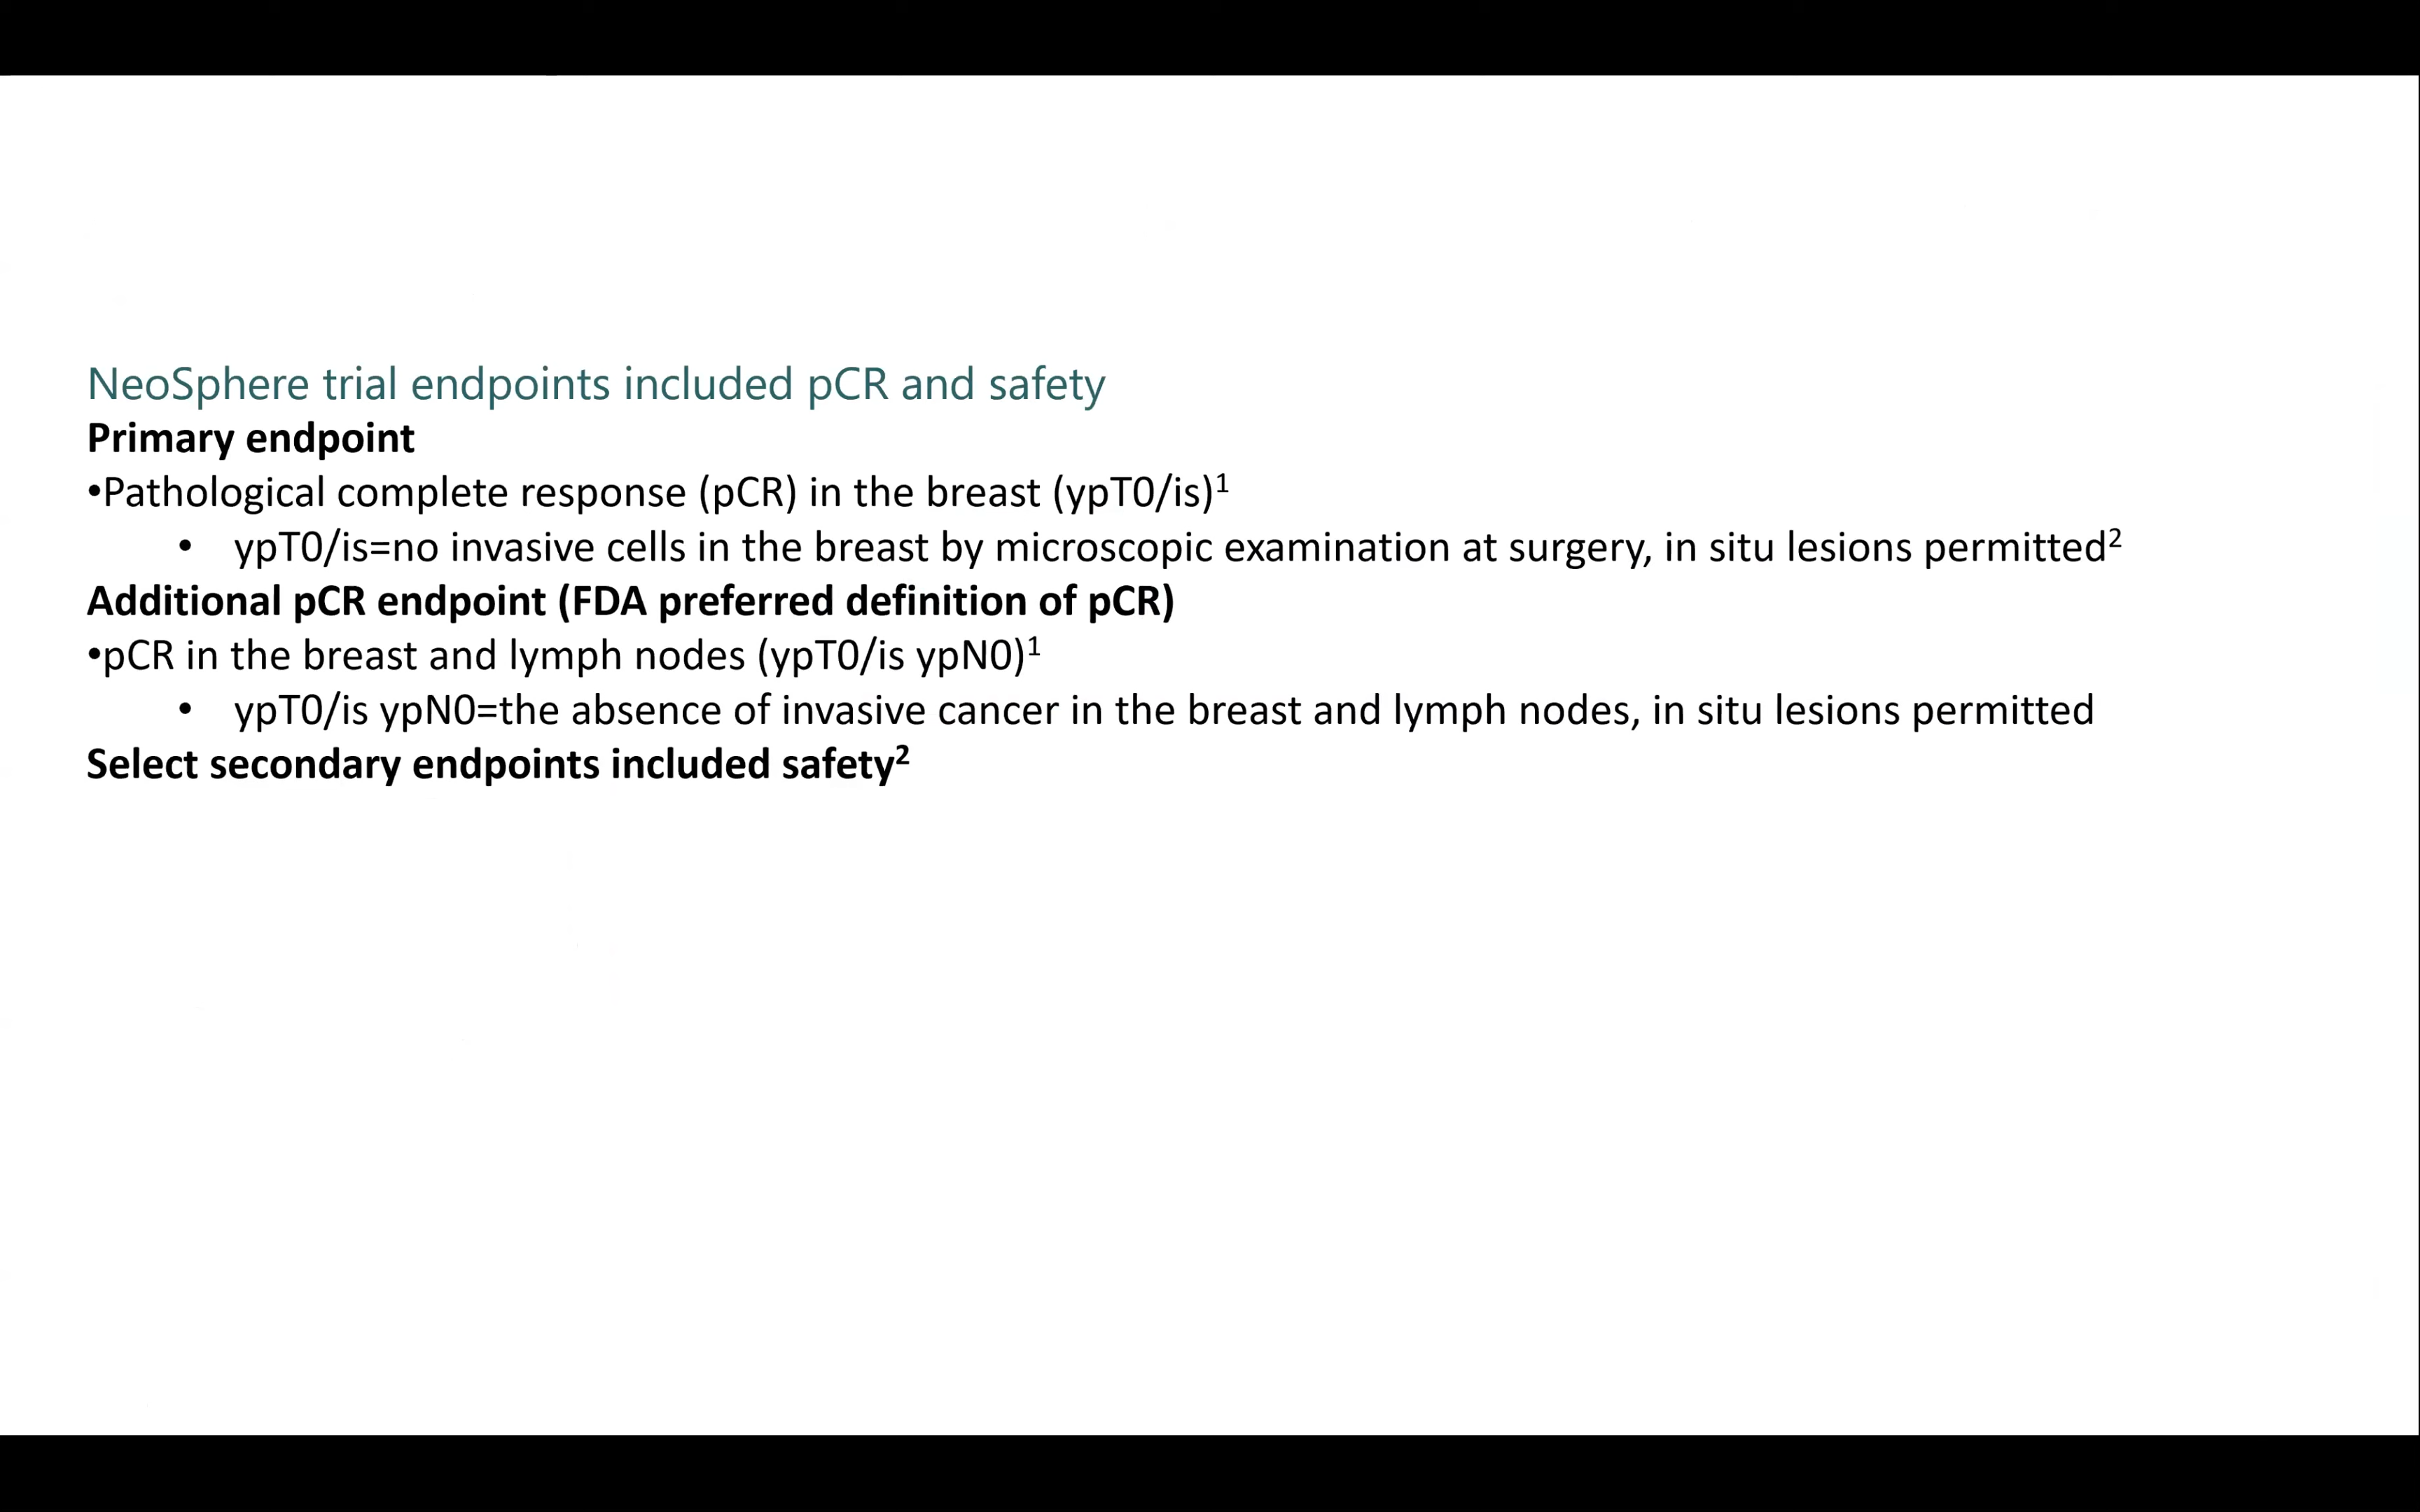 NeoSphere trial endpoints included pCR and safety
Primary endpoint
•Pathological complete response (pCR) in the breast (ypT0/is)¹
• ypT0/is=no invasive cells in the breast by microscopic examination at surgery, in situ lesions permitted²
Additional pCR endpoint (FDA preferred definition of pCR)
•pCR in the breast and lymph nodes (ypT0/is ypN0)¹
• ypT0/is ypN0=the absence of invasive cancer in the breast and lymph nodes, in situ lesions permitted
Select secondary endpoints included safety²